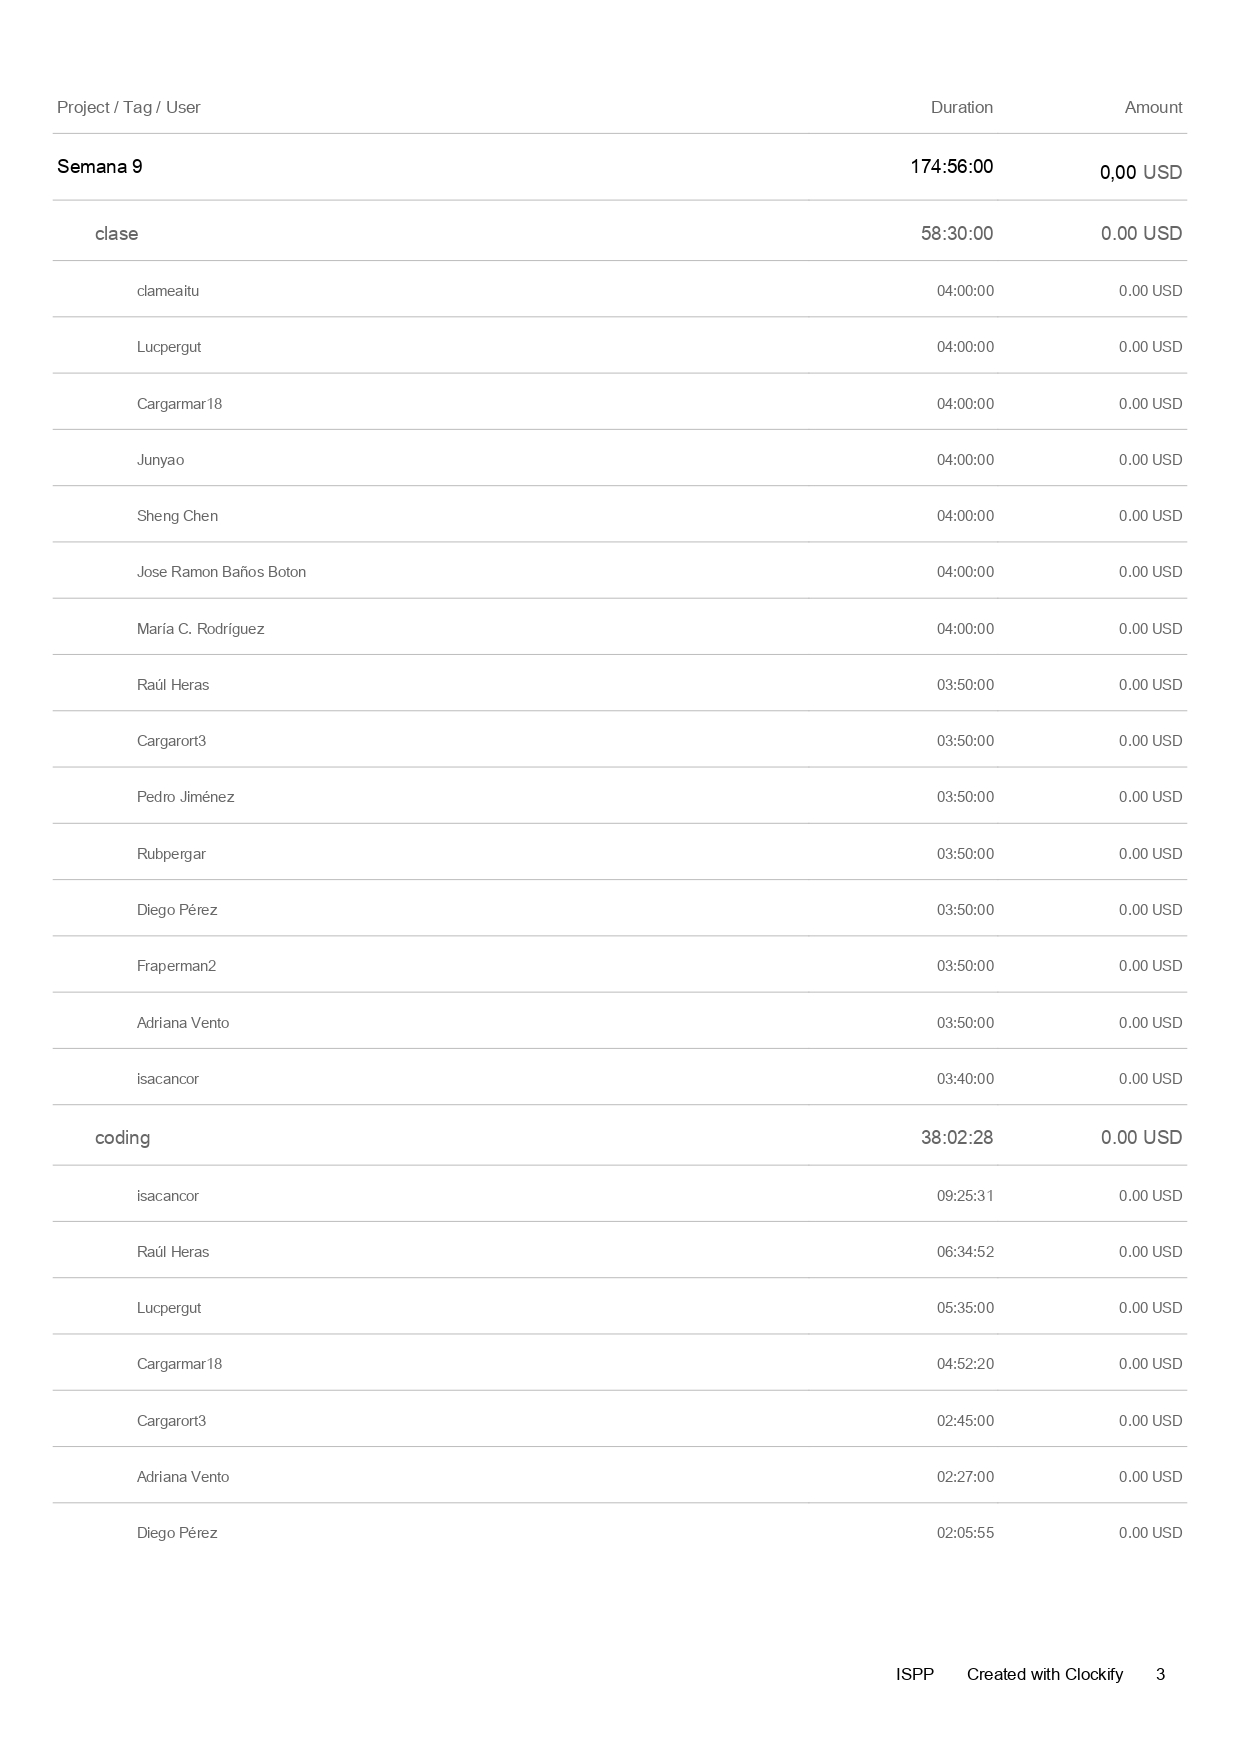 Project / Tag / User Duration Amount
Semana 9 174:56:00 0,00 USD
clase 58:30:00 0.00 USD
clameaitu 04:00:00 0.00 USD
Lucpergut 04:00:00 0.00 USD
Cargarmar18 04:00:00 0.00 USD
Junyao 04:00:00 0.00 USD
Sheng Chen 04:00:00 0.00 USD
Jose Ramon Baños Boton 04:00:00 0.00 USD
María C. Rodríguez 04:00:00 0.00 USD
Raúl Heras 03:50:00 0.00 USD
Cargarort3 03:50:00 0.00 USD
Pedro Jiménez 03:50:00 0.00 USD
Rubpergar 03:50:00 0.00 USD
Diego Pérez 03:50:00 0.00 USD
Fraperman2 03:50:00 0.00 USD
Adriana Vento 03:50:00 0.00 USD
isacancor 03:40:00 0.00 USD
coding 38:02:28 0.00 USD
isacancor 09:25:31 0.00 USD
Raúl Heras 06:34:52 0.00 USD
Lucpergut 05:35:00 0.00 USD
Cargarmar18 04:52:20 0.00 USD
Cargarort3 02:45:00 0.00 USD
Adriana Vento 02:27:00 0.00 USD
Diego Pérez 02:05:55 0.00 USD
ISPP Created with Clockify 3